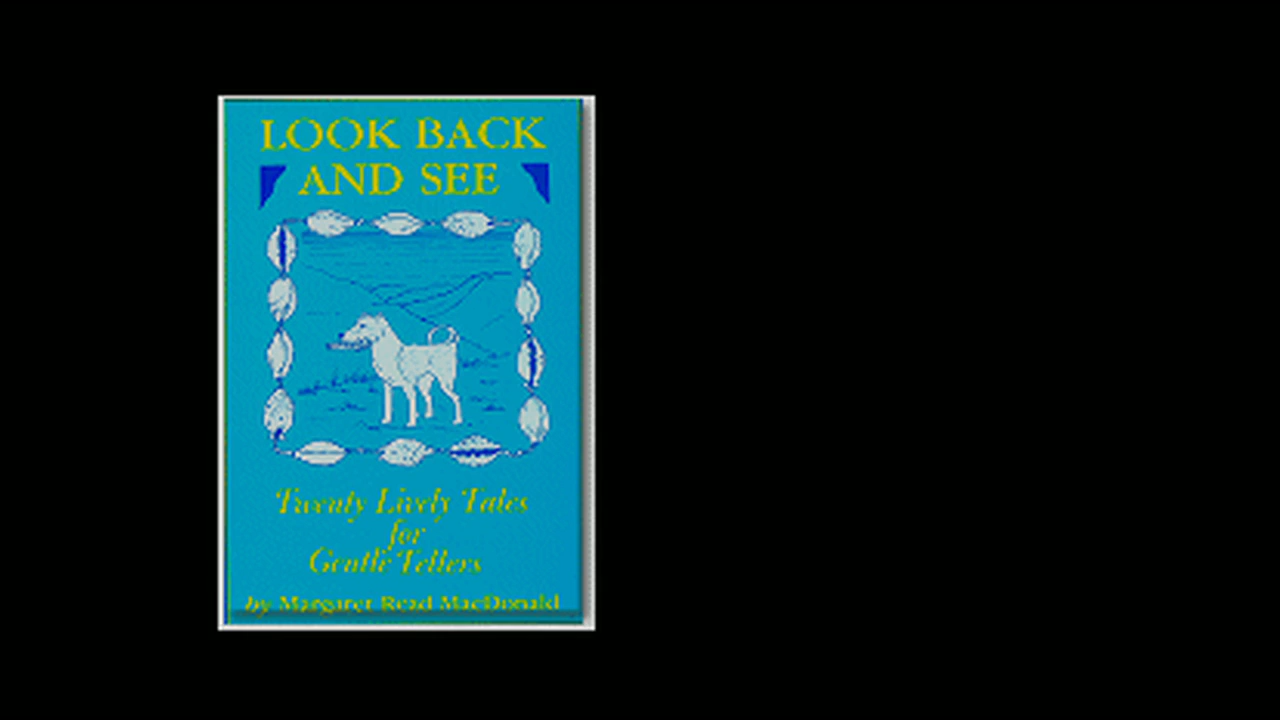 LOOK BACK
AND SEE
Twenty Lively Tales
for
Gentle Tellers
by Margaret Read MacDonald